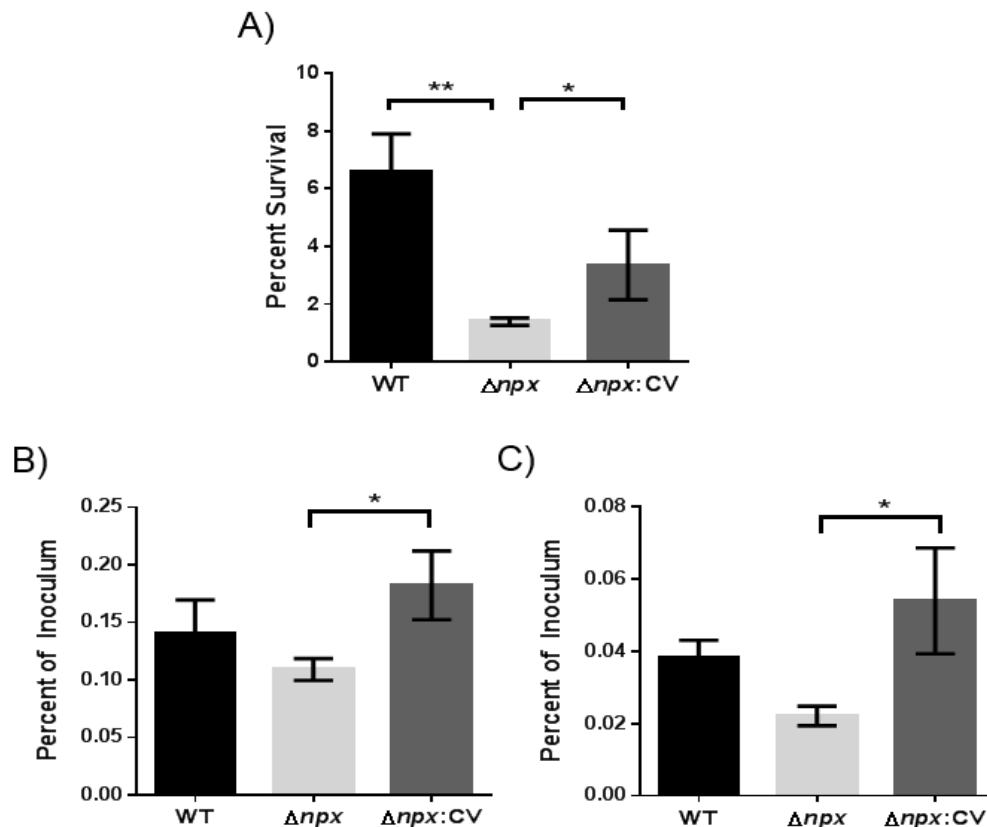 A)
Percent Survival
10
8
6
4
2
0
**
*
WT
Δnpx
Δnpx:CV
B)
Percent of Inoculum
0.25
0.20
0.15
0.10
0.05
0.00
*
WT
Δnpx
Δnpx:CV
C)
Percent of Inoculum
0.08
0.06
0.04
0.02
0.00
*
WT
Δnpx
Δnpx:CV